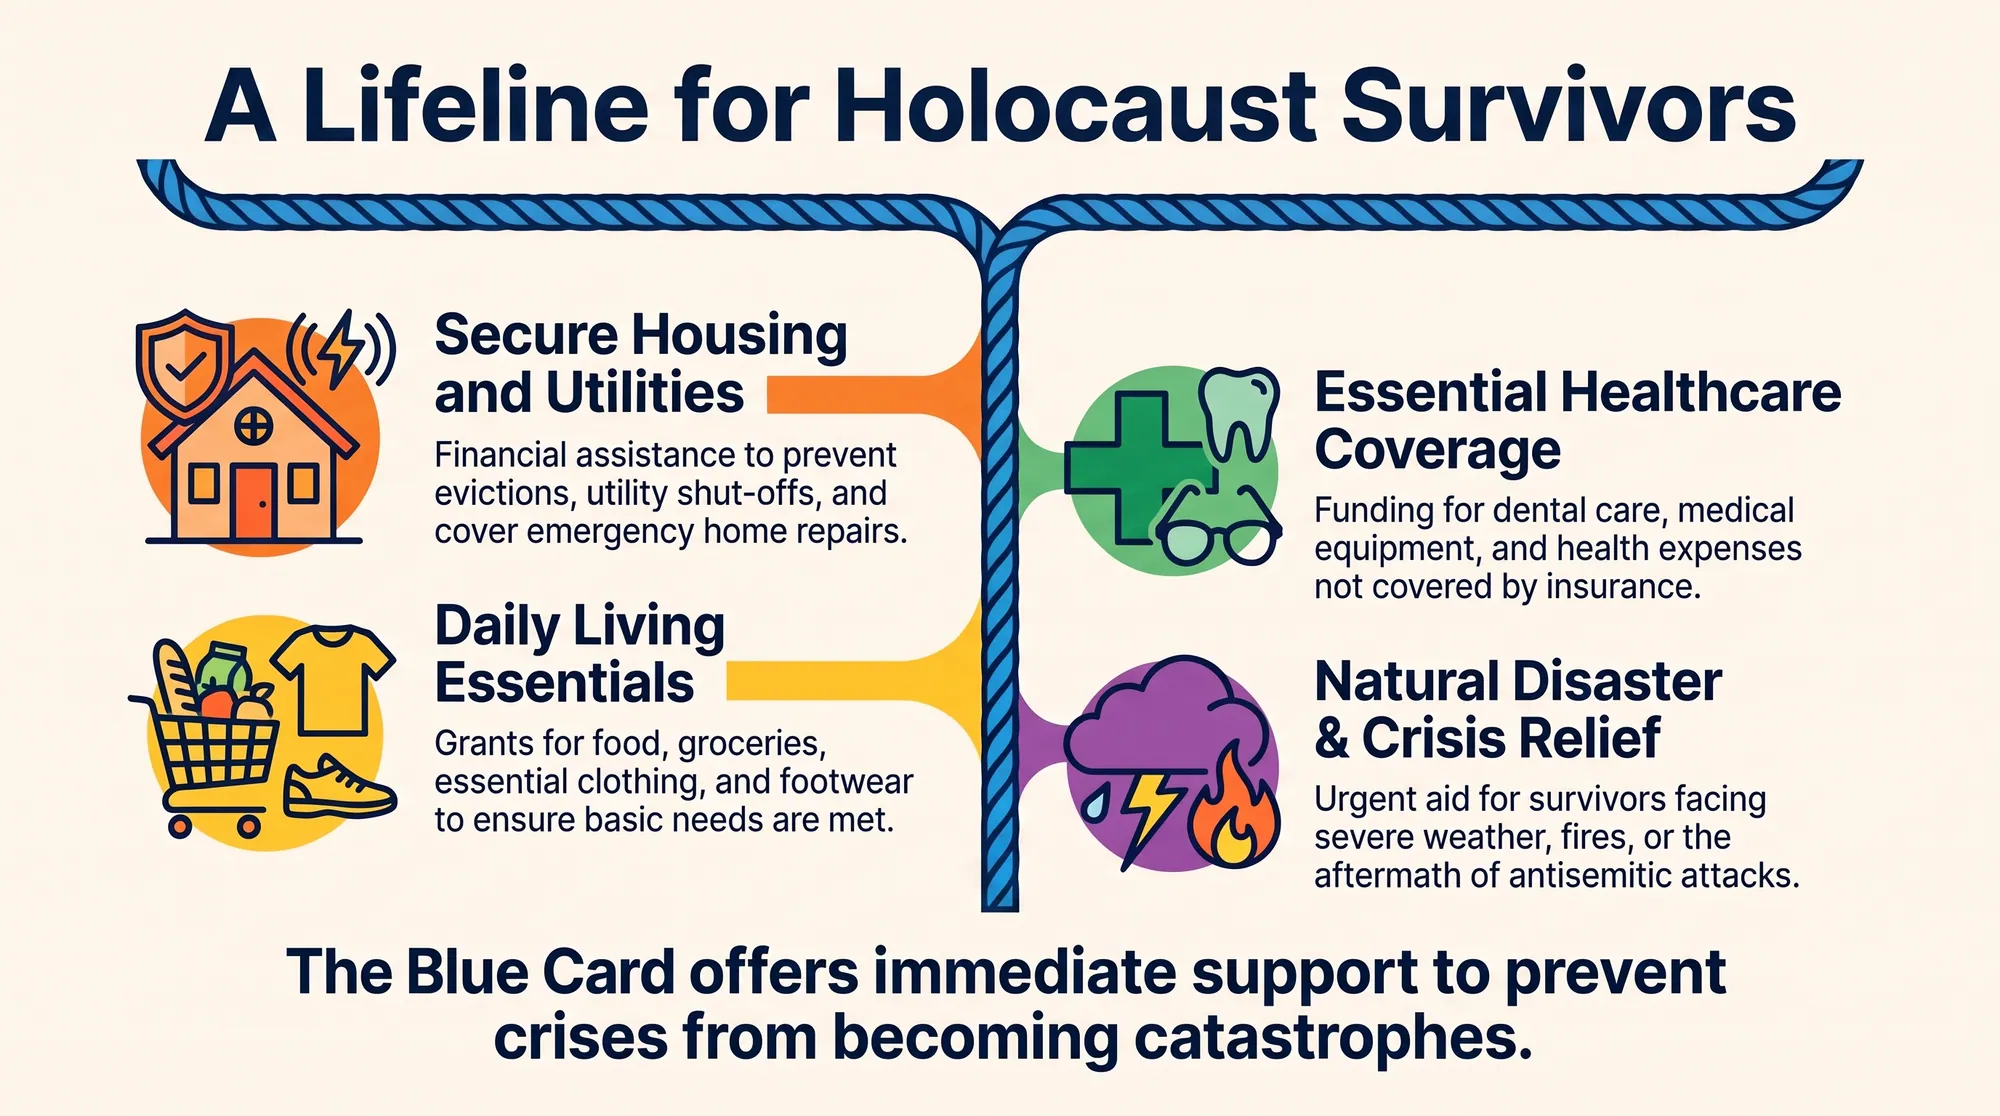 A Lifeline for Holocaust Survivors
Secure Housing
and Utilities
Financial assistance to prevent
evictions, utility shut-offs, and
cover emergency home repairs.
Daily Living
Essentials
Grants for food, groceries,
essential clothing, and footwear
to ensure basic needs are met.
Essential Healthcare
Coverage
Funding for dental care, medical
equipment, and health expenses
not covered by insurance.
Natural Disaster
& Crisis Relief
Urgent aid for survivors facing
severe weather, fires, or the
aftermath of antisemitic attacks.
The Blue Card offers immediate support to prevent
crises from becoming catastrophes.